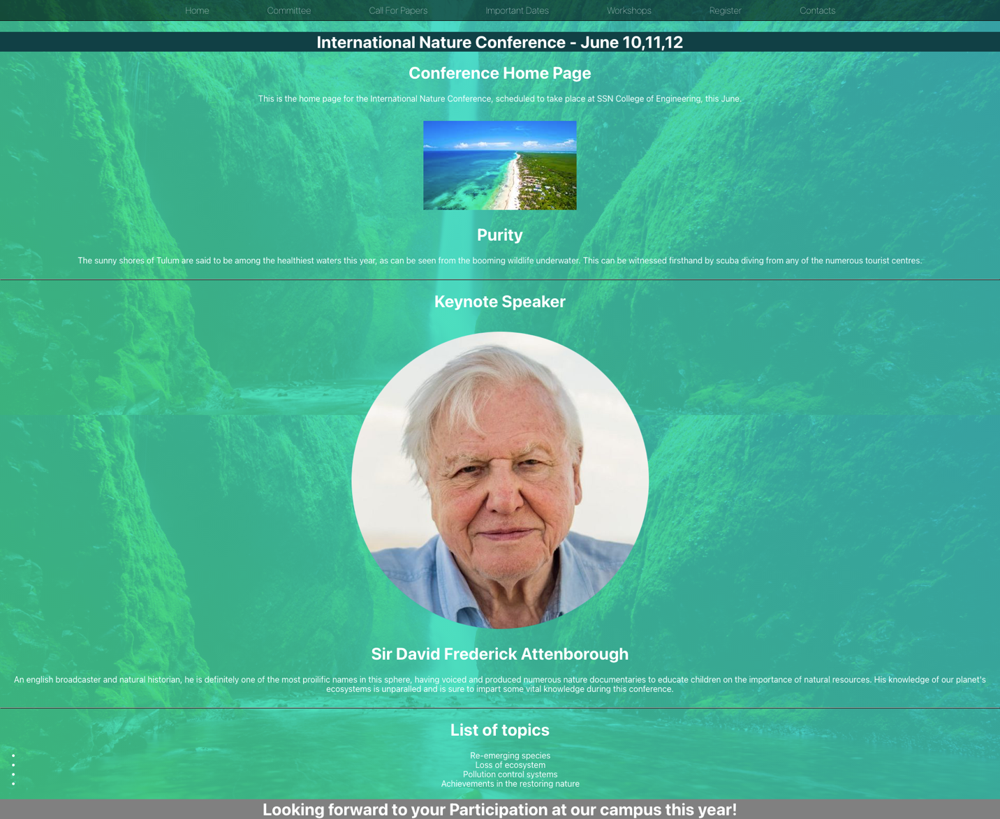 Home Committee Call For Papers Important Dates Workshops Register Contacts
International Nature Conference - June 10,11,12
Conference Home Page
This is the home page for the International Nature Conference, scheduled to take place at SSN College of Engineering, this June.
Purity
The sunny shores of Tulum are said to be among the healthiest waters this year, as can be seen from the booming wildlife underwater. This can be witnessed firsthand by scuba diving from any of the numerous tourist centres.
Keynote Speaker
Sir David Frederick Attenborough
An english broadcaster and natural historian, he is definitely one of the most proilific names in this sphere, having voiced and produced numerous nature documentaries to educate children on the importance of natural resources. His knowledge of our planet's
ecosystems is unparalled and is sure to impart some vital knowledge during this conference.
List of topics
Re-emerging species
Loss of ecosystem
Pollution control systems
Achievements in the restoring nature
Looking forward to your Participation at our campus this year!